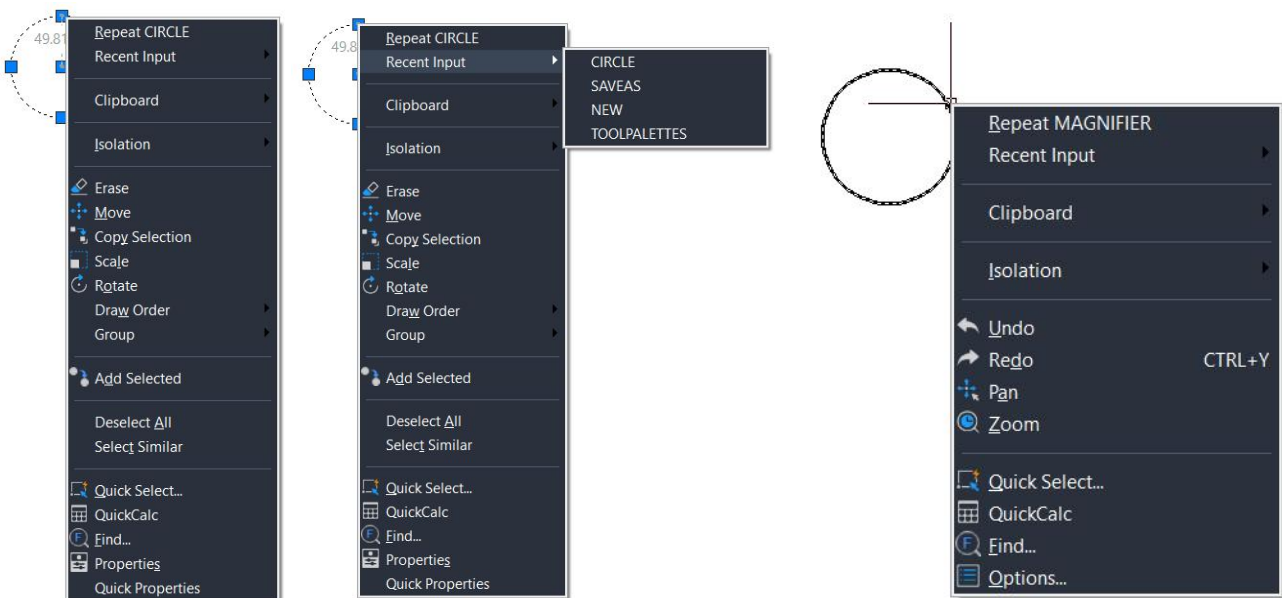 49.81
Repeat CIRCLE
Recent Input
Clipboard
Isolation
Erase
Move
Copy Selection
Scale
Rotate
Draw Order
Group
Add Selected
Deselect All
Select Similar
Quick Select...
QuickCalc
Find...
Properties
Quick Properties
49.8
Repeat CIRCLE
Recent Input
Clipboard
Isolation
Erase
Move
Copy Selection
Scale
Rotate
Draw Order
Group
Add Selected
Deselect All
Select Similar
Quick Select...
QuickCalc
Find...
Properties
Quick Properties
CIRCLE
SAVEAS
NEW
TOOLPALETTES
Repeat MAGNIFIER
Recent Input
Clipboard
Isolation
Undo
Redo CTRL+Y
Pan
Zoom
Quick Select...
QuickCalc
Find...
Options...